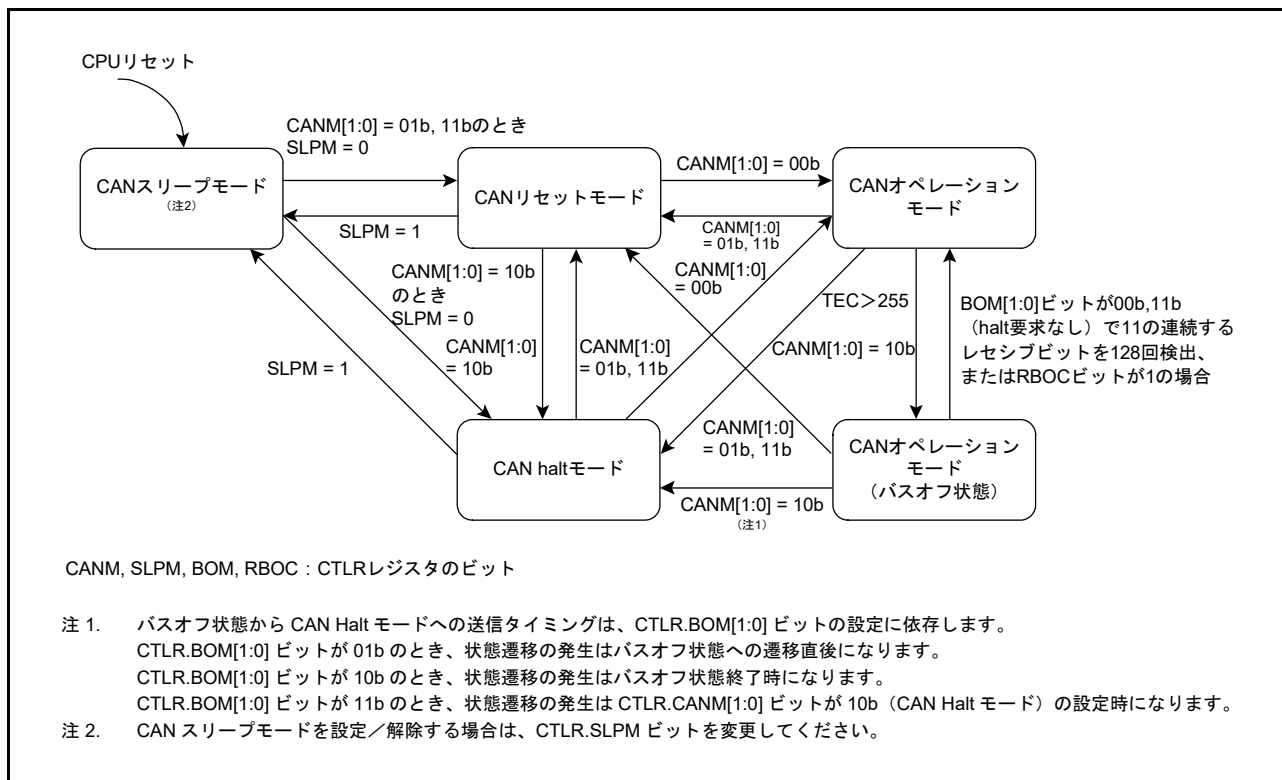 CPUリセット
CANM[1:0] = 01b, 11bのとき
SLPM = 0
CANスリープモード
（注2）
CANリセットモード
CANM[1:0] = 00b
CANオペレーション
モード
SLPM = 1
CANM[1:0]
= 01b, 11b
CANM[1:0] = 10b
のとき
SLPM = 0
CANM[1:0]
= 00b
TEC＞255
BOM[1:0]ビットが00b,11b
（halt要求なし）で11の連続する
レセシブビットを128回検出、
またはRBOCビットが1の場合
SLPM = 1
CANM[1:0]
= 10b
CANM[1:0]
= 01b, 11b
CANM[1:0] = 10b
CAN haltモード
CANM[1:0]
= 01b, 11b
CANオペレーション
モード
（バスオフ状態）
CANM[1:0] = 10b
（注1）
CANM, SLPM, BOM, RBOC : CTLRレジスタのビット
注 1. バスオフ状態から CAN Halt モードへの送信タイミングは、CTLR.BOM[1:0] ビットの設定に依存します。
CTLR.BOM[1:0] ビットが 01b のとき、状態遷移の発生はバスオフ状態への遷移直後になります。
CTLR.BOM[1:0] ビットが 10b のとき、状態遷移の発生はバスオフ状態終了時になります。
CTLR.BOM[1:0] ビットが 11b のとき、状態遷移の発生は CTLR.CANM[1:0] ビットが 10b（CAN Halt モード）の設定時になります。
注 2. CAN スリープモードを設定／解除する場合は、CTLR.SLPM ビットを変更してください。